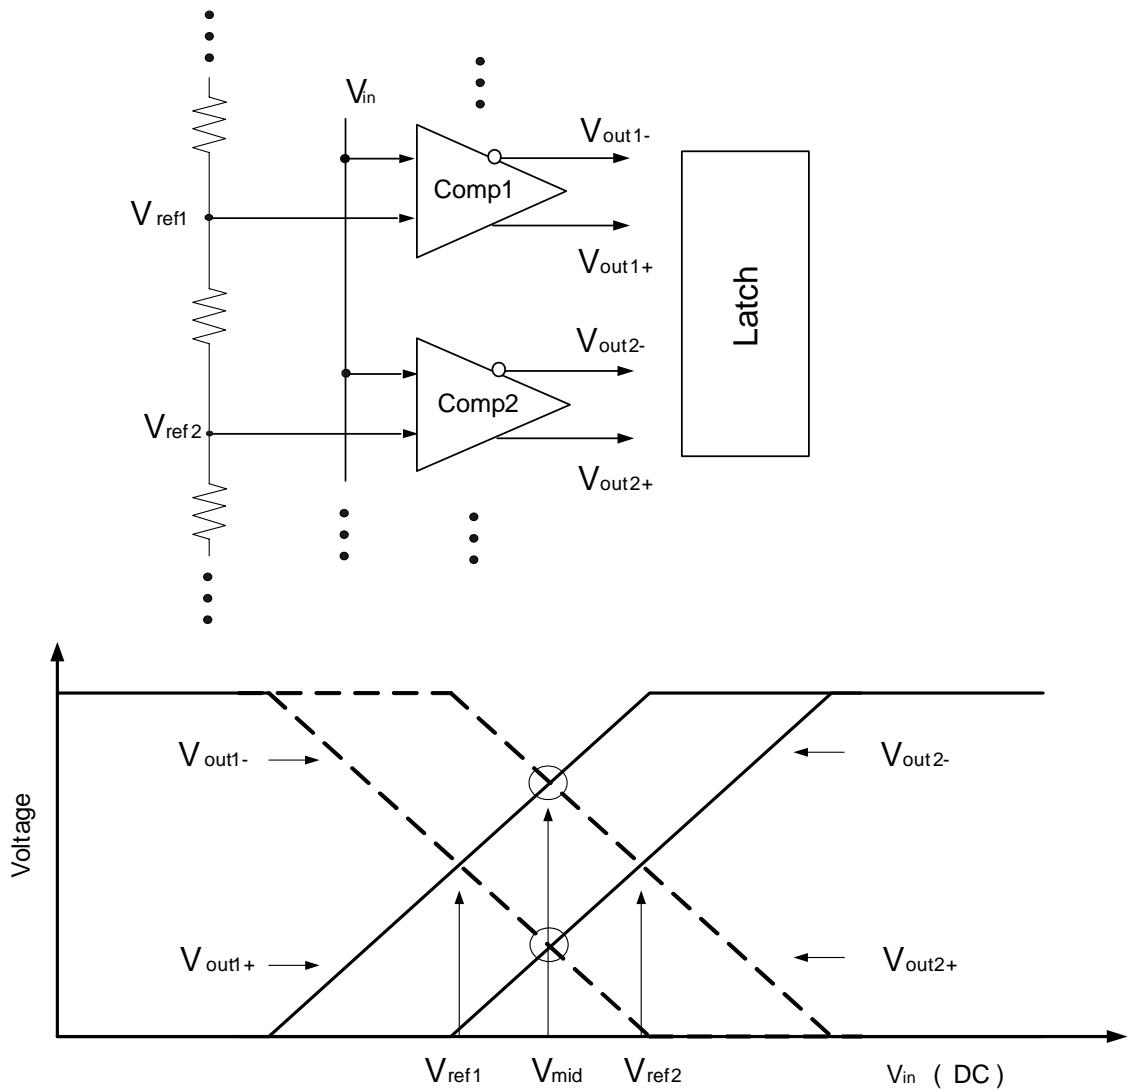 Vin
Vout1-
Comp1
Vref1
Vout1+
Latch
Vout2-
Comp2
Vref2
Vout2+
Voltage
Vout1-
Vout2-
Vout1+
Vout2+
Vref1
Vmid
Vref2
Vin ( DC )